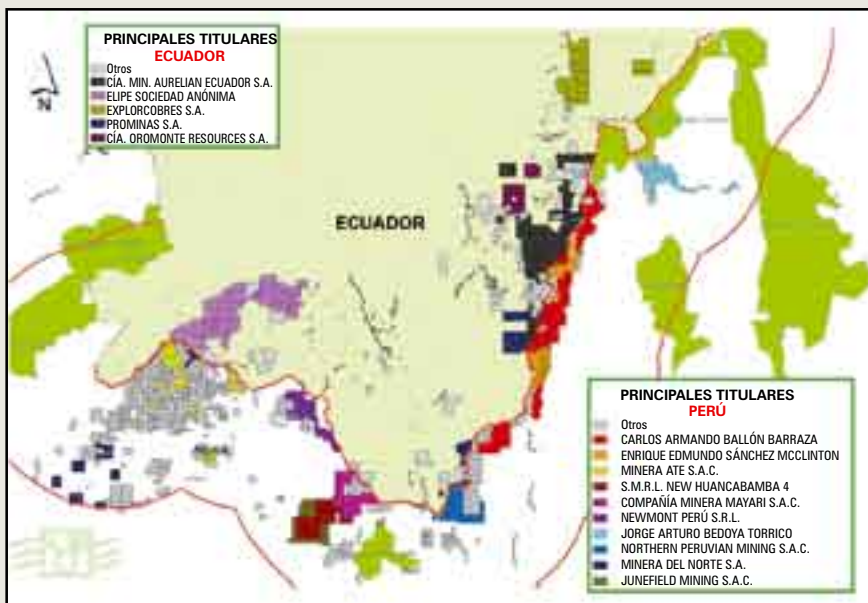 PRINCIPALES TITULARES
ECUADOR
Otros
CÍA. MIN. AURELIAN ECUADOR S.A.
ELIPE SOCIEDAD ANÓNIMA
EXPLORCOBRES S.A.
PROMINAS S.A.
CÍA. OROMONTE RESOURCES S.A.
N
ECUADOR
PRINCIPALES TITULARES
PERÚ
Otros
CARLOS ARMANDO BALLÓN BARRAZA
ENRIQUE EDMUNDO SÁNCHEZ MCCLINTON
MINERA ATE S.A.C.
S.M.R.L. NEW HUANCABAMBA 4
COMPAÑÍA MINERA MAYARI S.A.C.
NEWMONT PERÚ S.R.L.
JORGE ARTURO BEDOYA TORRICO
NORTHERN PERUVIAN MINING S.A.C.
MINERA DEL NORTE S.A.
JUNEFIELD MINING S.A.C.